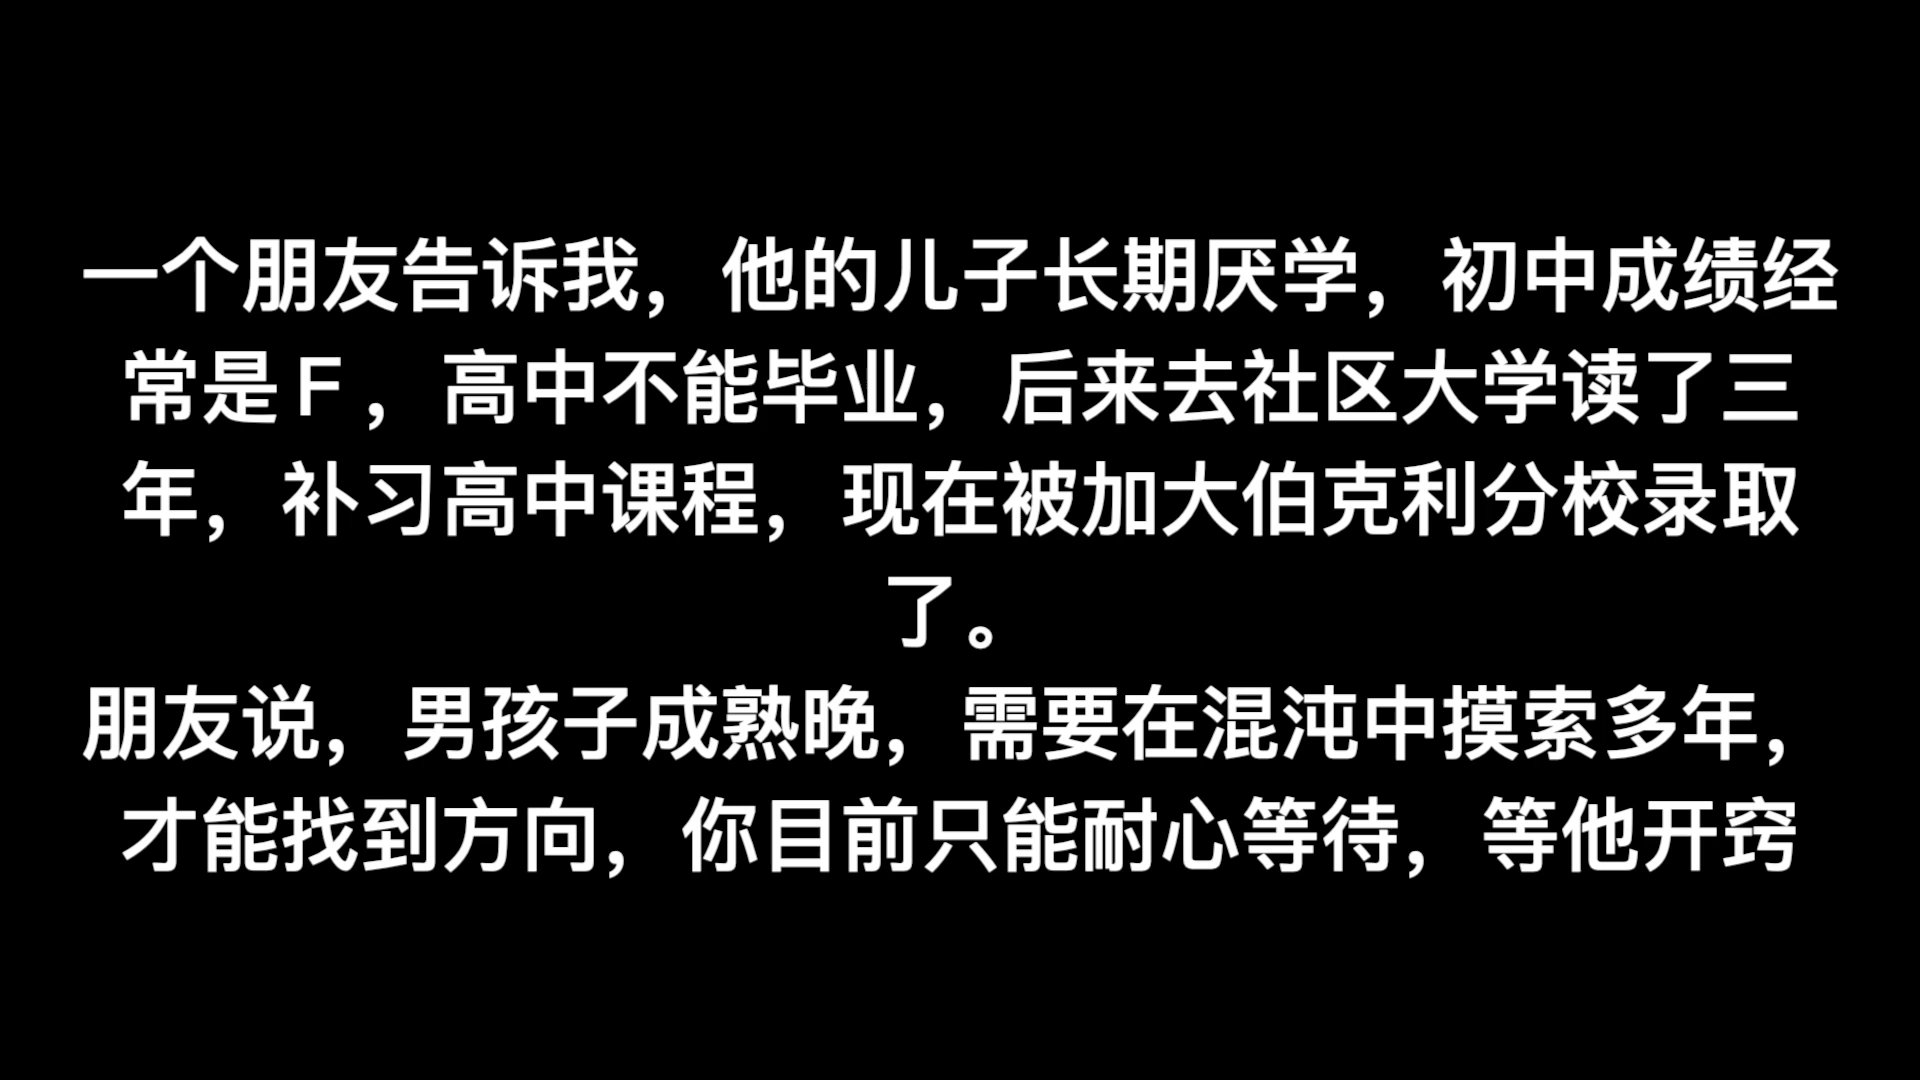 一个朋友告诉我，他的儿子长期厌学，初中成绩经
常是F，高中不能毕业，后来去社区大学读了三
年，补习高中课程，现在被加大伯克利分校录取
了。
朋友说，男孩子成熟晚，需要在混沌中摸索多年，
才能找到方向，你目前只能耐心等待，等他开窍